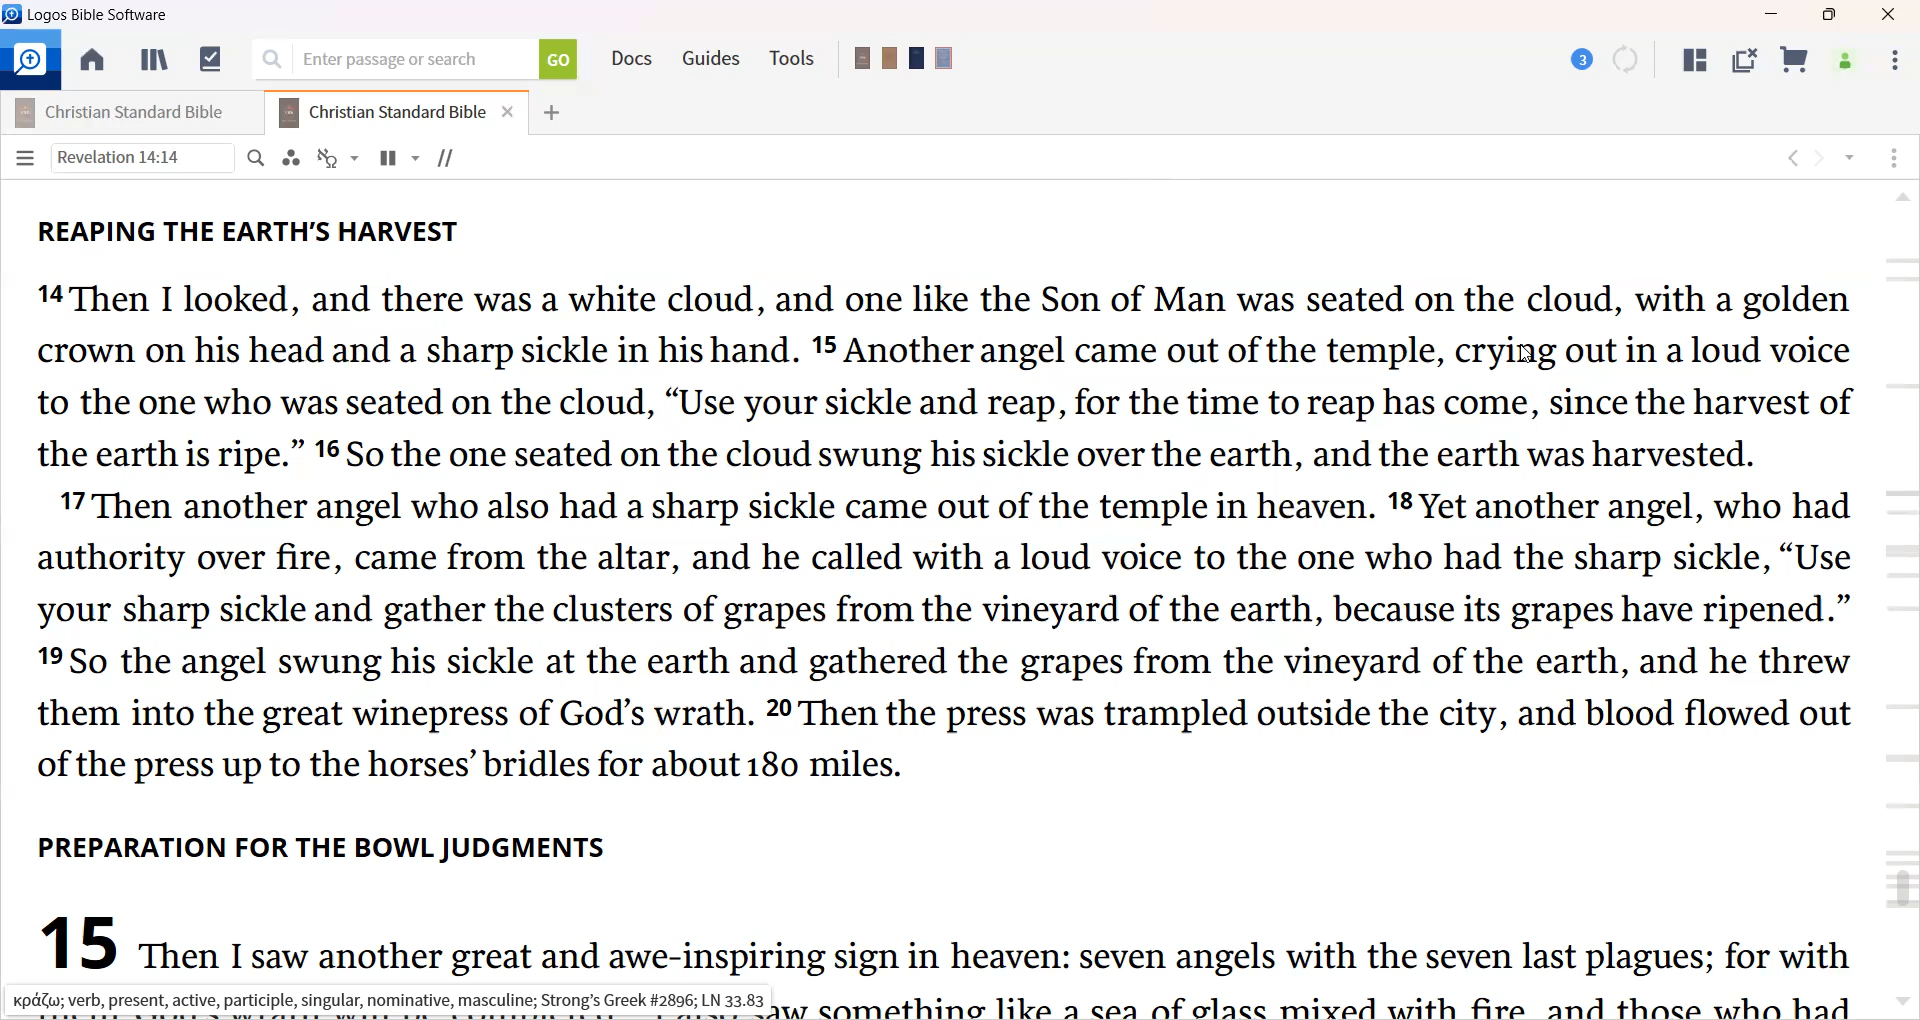 Logos Bible Software
Enter passage or search GO Docs Guides Tools 3
Christian Standard Bible Christian Standard Bible
Revelation 14:14
REAPING THE EARTH’S HARVEST
14 Then I looked, and there was a white cloud, and one like the Son of Man was seated on the cloud, with a golden
crown on his head and a sharp sickle in his hand. 15 Another angel came out of the temple, crying out in a loud voice
to the one who was seated on the cloud, “Use your sickle and reap, for the time to reap has come, since the harvest of
the earth is ripe.” 16 So the one seated on the cloud swung his sickle over the earth, and the earth was harvested.
17 Then another angel who also had a sharp sickle came out of the temple in heaven. 18 Yet another angel, who had
authority over fire, came from the altar, and he called with a loud voice to the one who had the sharp sickle, “Use
your sharp sickle and gather the clusters of grapes from the vineyard of the earth, because its grapes have ripened.”
19 So the angel swung his sickle at the earth and gathered the grapes from the vineyard of the earth, and he threw
them into the great winepress of God’s wrath. 20 Then the press was trampled outside the city, and blood flowed out
of the press up to the horses’ bridles for about 180 miles.
PREPARATION FOR THE BOWL JUDGMENTS
15 Then I saw another great and awe-inspiring sign in heaven: seven angels with the seven last plagues; for with
κράζω; verb, present, active, participle, singular, nominative, masculine; Strong’s Greek #2896; LN 33.83
something like a sea of glass mixed with fire, and those who had